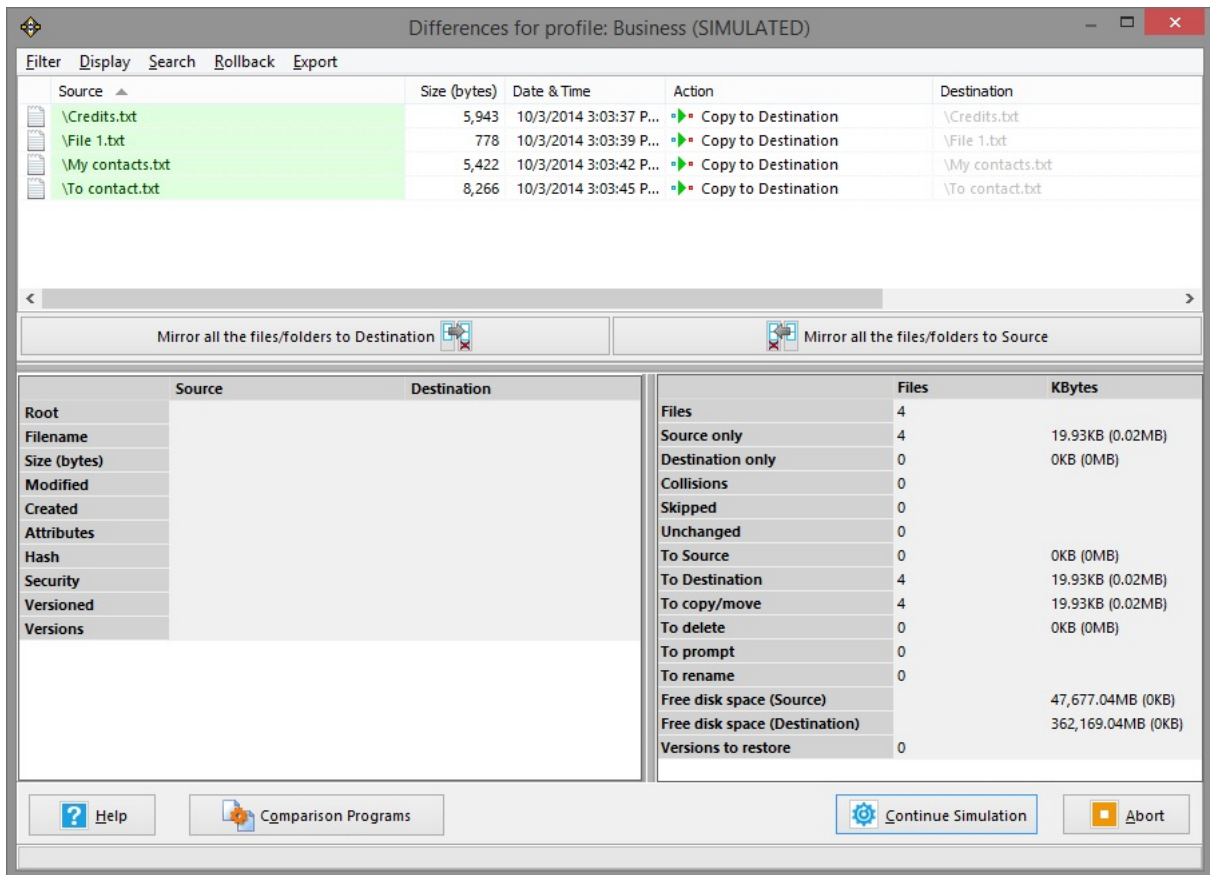 Differences for profile: Business (SIMULATED)
Filter Display Search Rollback Export
Source Size (bytes) Date & Time Action Destination
\Credits.txt 5,943 10/3/2014 3:03:37 P... Copy to Destination \Credits.txt
\File 1.txt 778 10/3/2014 3:03:39 P... Copy to Destination \File 1.txt
\My contacts.txt 5,422 10/3/2014 3:03:42 P... Copy to Destination \My contacts.txt
\To contact.txt 8,266 10/3/2014 3:03:45 P... Copy to Destination \To contact.txt
Mirror all the files/folders to Destination Mirror all the files/folders to Source
Source Destination
Root
Filename
Size (bytes)
Modified
Created
Attributes
Hash
Security
Versioned
Versions
Files KBytes
Files 4
Source only 4 19.93KB (0.02MB)
Destination only 0 0KB (0MB)
Collisions 0
Skipped 0
Unchanged 0
To Source 0 0KB (0MB)
To Destination 4 19.93KB (0.02MB)
To copy/move 4 19.93KB (0.02MB)
To delete 0 0KB (0MB)
To prompt 0
To rename 0
Free disk space (Source) 47,677.04MB (0KB)
Free disk space (Destination) 362,169.04MB (0KB)
Versions to restore 0
? Help Comparison Programs Continue Simulation Abort